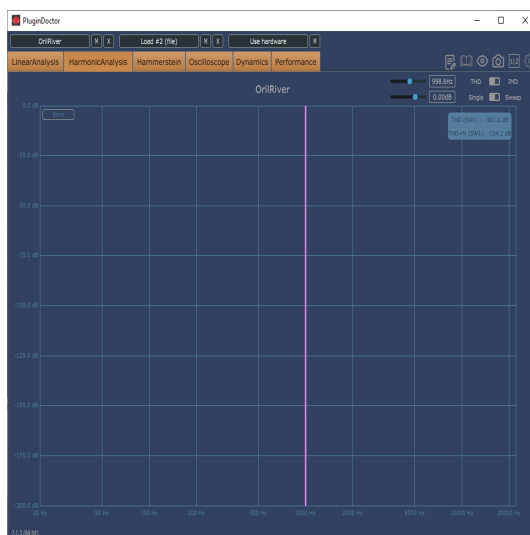 PluginDoctor
OrilRiver M X Load #2 (file) M X Use hardware M
LinearAnalysis HarmonicAnalysis Hammerstein Oscilloscope Dynamics Performance 1|2
998.6Hz THD IMD
OrilRiver
0.00dB Single Sweep
0.0 dB
None
THD (SW1) : -302.6 dB
THD+N (SW1): -134.2 dB
-25.0 dB
-50.0 dB
-75.0 dB
-100.0 dB
-125.0 dB
-150.0 dB
-175.0 dB
-200.0 dB
20 Hz 50 Hz 100 Hz 200 Hz 500 Hz 1000 Hz 2000 Hz 5000 Hz 10000 Hz 20000 Hz